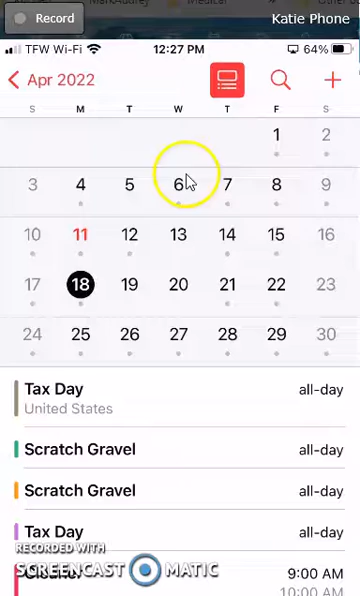 Record
Katie Phone
TFW Wi-Fi 12:27 PM 64%
Apr 2022
S M T W T F S
1 2
3 4 5 6 7 8 9
10 11 12 13 14 15 16
17 18 19 20 21 22 23
24 25 26 27 28 29 30
Tax Day all-day
United States
Scratch Gravel all-day
Scratch Gravel all-day
Tax Day all-day
RECORDED WITH
SCREENCAST MATIC
9:00 AM
10:00 AM